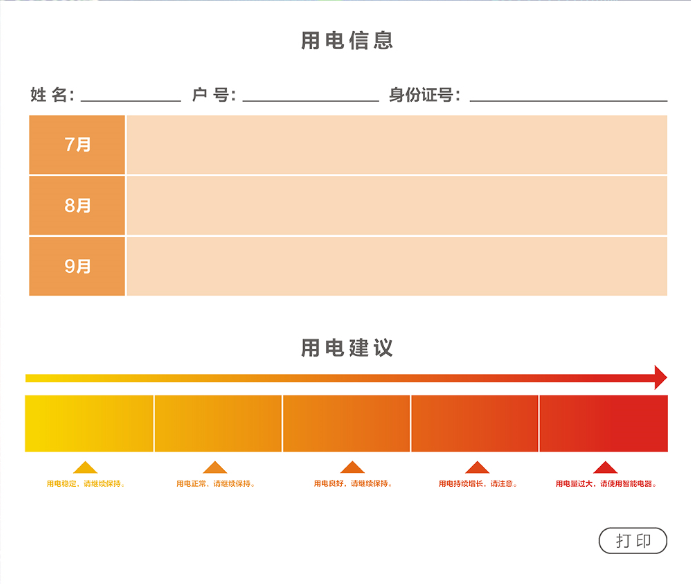 用电信息
姓名： 户号： 身份证号：
7月
8月
9月
用电建议
用电稳定，请继续保持。 用电正常，请继续保持。 用电良好，请继续保持。 用电持续增长，请注意。 用电量过大，请使用智能电器。
打印